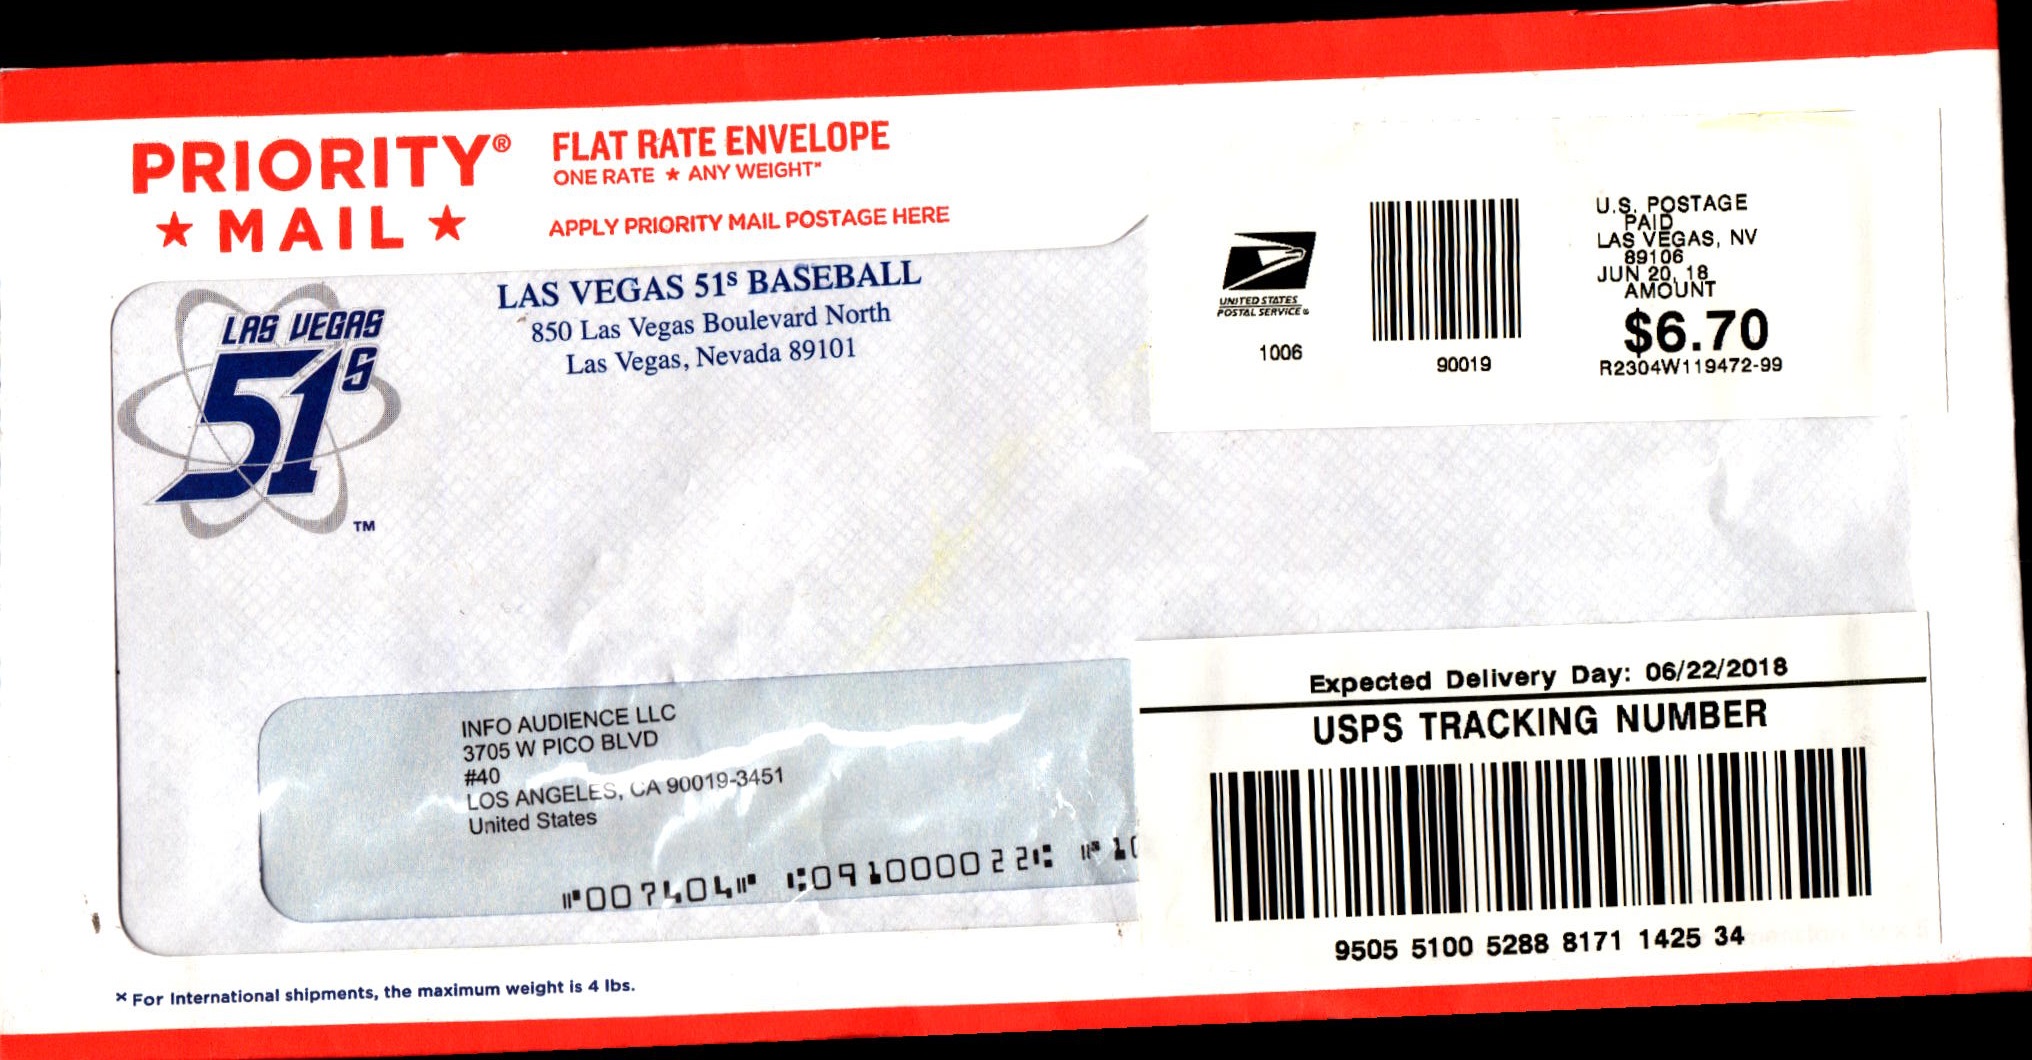 PRIORITY®
★ MAIL ★
FLAT RATE ENVELOPE
ONE RATE ★ ANY WEIGHT*
APPLY PRIORITY MAIL POSTAGE HERE
LAS VEGAS
51s
TM
LAS VEGAS 51s BASEBALL
850 Las Vegas Boulevard North
Las Vegas, Nevada 89101
UNITED STATES
POSTAL SERVICE®
1006
90019
U.S. POSTAGE
PAID
LAS VEGAS, NV
89106
JUN 20, 18
AMOUNT
$6.70
R2304W119472-99
INFO AUDIENCE LLC
3705 W PICO BLVD
#40
LOS ANGELES, CA 90019-3451
United States
⑈007404⑈ ⑆091000022⑆ ⑈10
Expected Delivery Day: 06/22/2018
USPS TRACKING NUMBER
9505 5100 5288 8171 1425 34
* For International shipments, the maximum weight is 4 lbs.